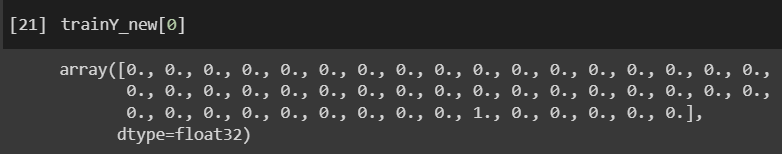 [21] trainY_new[0]
array([0., 0., 0., 0., 0., 0., 0., 0., 0., 0., 0., 0., 0., 0., 0., 0., 0.,
0., 0., 0., 0., 0., 0., 0., 0., 0., 0., 0., 0., 0., 0., 0., 0., 0.,
0., 0., 0., 0., 0., 0., 0., 0., 0., 1., 0., 0., 0., 0., 0.],
dtype=float32)